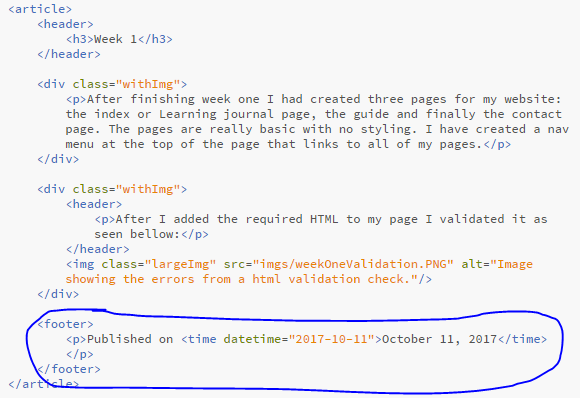 <article>
<header>
<h3>Week 1</h3>
</header>
<div class="withImg">
<p>After finishing week one I had created three pages for my website:
the index or Learning journal page, the guide and finally the contact
page. The pages are really basic with no styling. I have created a nav
menu at the top of the page that links to all of my pages.</p>
</div>
<div class="withImg">
<header>
<p>After I added the required HTML to my page I validated it as
seen bellow:</p>
</header>
<img class="largeImg" src="imgs/weekOneValidation.PNG" alt="Image
showing the errors from a html validation check."/>
</div>
<footer>
<p>Published on <time datetime="2017-10-11">October 11, 2017</time>
</p>
</footer>
</article>